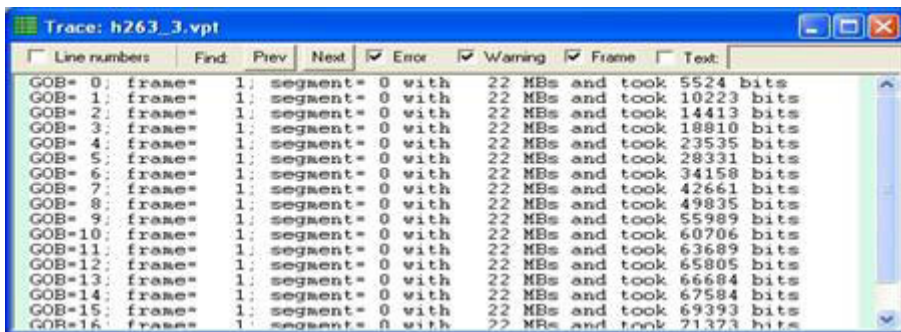 Trace: h263_3.vpt
Line numbers Find: Prev Next Error Warning Frame Text:
GOB= 0; frame= 1; segment= 0 with 22 MBs and took 5524 bits
GOB= 1; frame= 1; segment= 0 with 22 MBs and took 10223 bits
GOB= 2; frame= 1; segment= 0 with 22 MBs and took 14413 bits
GOB= 3; frame= 1; segment= 0 with 22 MBs and took 18810 bits
GOB= 4; frame= 1; segment= 0 with 22 MBs and took 23535 bits
GOB= 5; frame= 1; segment= 0 with 22 MBs and took 28331 bits
GOB= 6; frame= 1; segment= 0 with 22 MBs and took 34158 bits
GOB= 7; frame= 1; segment= 0 with 22 MBs and took 42661 bits
GOB= 8; frame= 1; segment= 0 with 22 MBs and took 49835 bits
GOB= 9; frame= 1; segment= 0 with 22 MBs and took 55989 bits
GOB=10; frame= 1; segment= 0 with 22 MBs and took 60706 bits
GOB=11; frame= 1; segment= 0 with 22 MBs and took 63689 bits
GOB=12; frame= 1; segment= 0 with 22 MBs and took 65805 bits
GOB=13; frame= 1; segment= 0 with 22 MBs and took 66684 bits
GOB=14; frame= 1; segment= 0 with 22 MBs and took 67584 bits
GOB=15; frame= 1; segment= 0 with 22 MBs and took 69393 bits
GOB=16; frame= 1; segment= 0 with 22 MBs and took 71373 bits